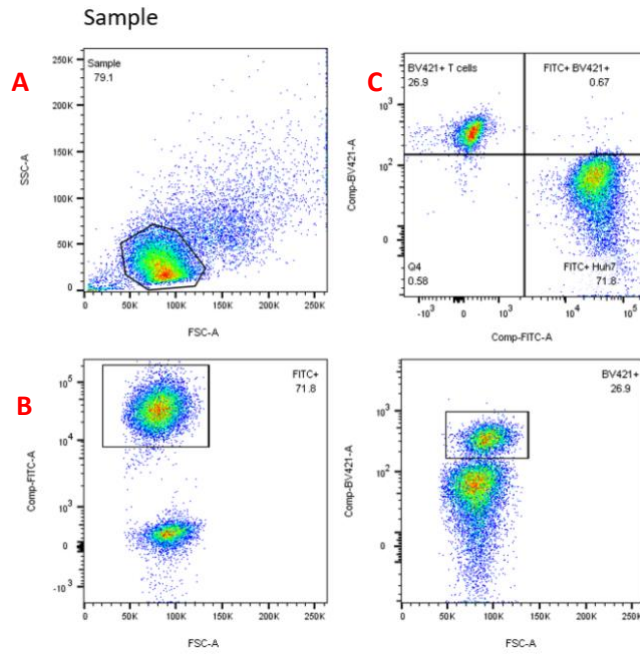 Sample
A
Sample
79.1
250K
200K
150K
100K
50K
0
SSC-A
0
50K
100K
150K
200K
250K
FSC-A
C
BV421+ T cells
26.9
FITC+ BV421+
0.67
Q4
0.58
FITC+ Huh7
71.8
10³
10²
0
Comp-BV421-A
-10³
0
10³
10⁴
10⁵
Comp-FITC-A
B
FITC+
71.8
10⁵
10⁴
10³
0
-10³
Comp-FITC-A
0
50K
100K
150K
200K
250K
FSC-A
BV421+
26.9
10³
10²
0
Comp-BV421-A
0
50K
100K
150K
200K
250K
FSC-A